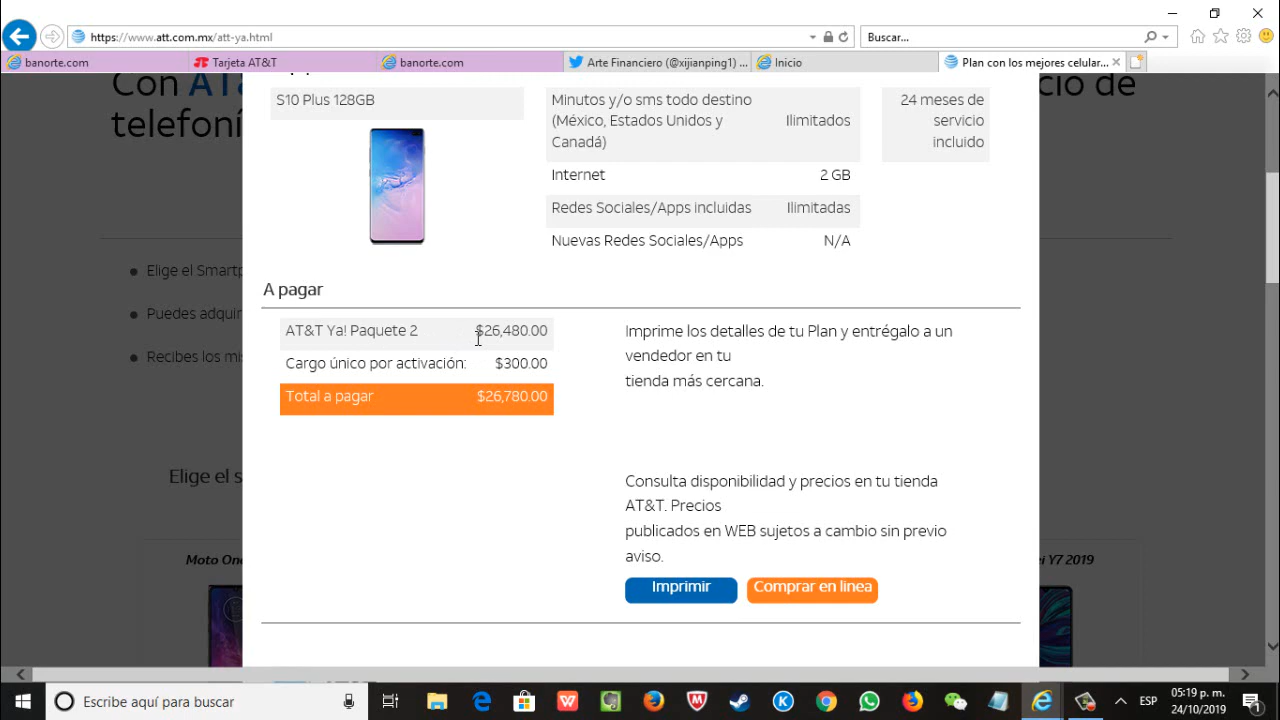 https://www.att.com.mx/att-ya.html
Buscar...
banorte.com
Tarjeta AT&T
banorte.com
Arte Financiero (@xijianping1) ...
Inicio
Plan con los mejores celular...
Con AT&
cio de
telefoní
S10 Plus 128GB
Minutos y/o sms todo destino
(México, Estados Unidos y
Canadá)
Ilimitados
24 meses de
servicio
incluido
Internet
2 GB
Redes Sociales/Apps incluidas
Ilimitadas
Nuevas Redes Sociales/Apps
N/A
Elige el Smartp
Puedes adquir
Recibes los mis
A pagar
AT&T Ya! Paquete 2
$26,480.00
Cargo único por activación:
$300.00
Total a pagar
$26,780.00
Imprime los detalles de tu Plan y entrégalo a un
vendedor en tu
tienda más cercana.
Elige el s
Consulta disponibilidad y precios en tu tienda
AT&T. Precios
publicados en WEB sujetos a cambio sin previo
aviso.
Moto One
ei Y7 2019
Imprimir
Comprar en línea
Escribe aquí para buscar
ESP
05:19 p. m.
24/10/2019